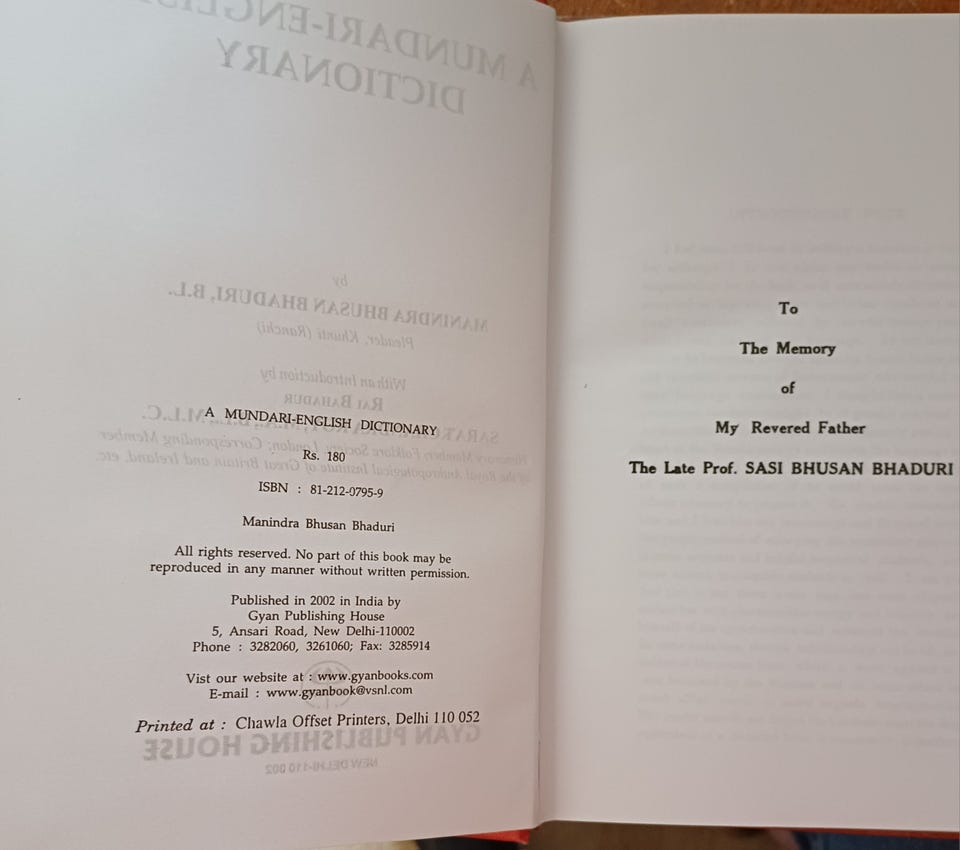 A MUNDARI-ENGLISH DICTIONARY
Rs. 180
ISBN : 81-212-0795-9
Manindra Bhusan Bhaduri
All rights reserved. No part of this book may be
reproduced in any manner without written permission.
Published in 2002 in India by
Gyan Publishing House
5, Ansari Road, New Delhi-110002
Phone : 3282060, 3261060; Fax: 3285914
Vist our website at : www.gyanbooks.com
E-mail : www.gyanbook@vsnl.com
Printed at : Chawla Offset Printers, Delhi 110 052
To
The Memory
of
My Revered Father
The Late Prof. SASI BHUSAN BHADURI